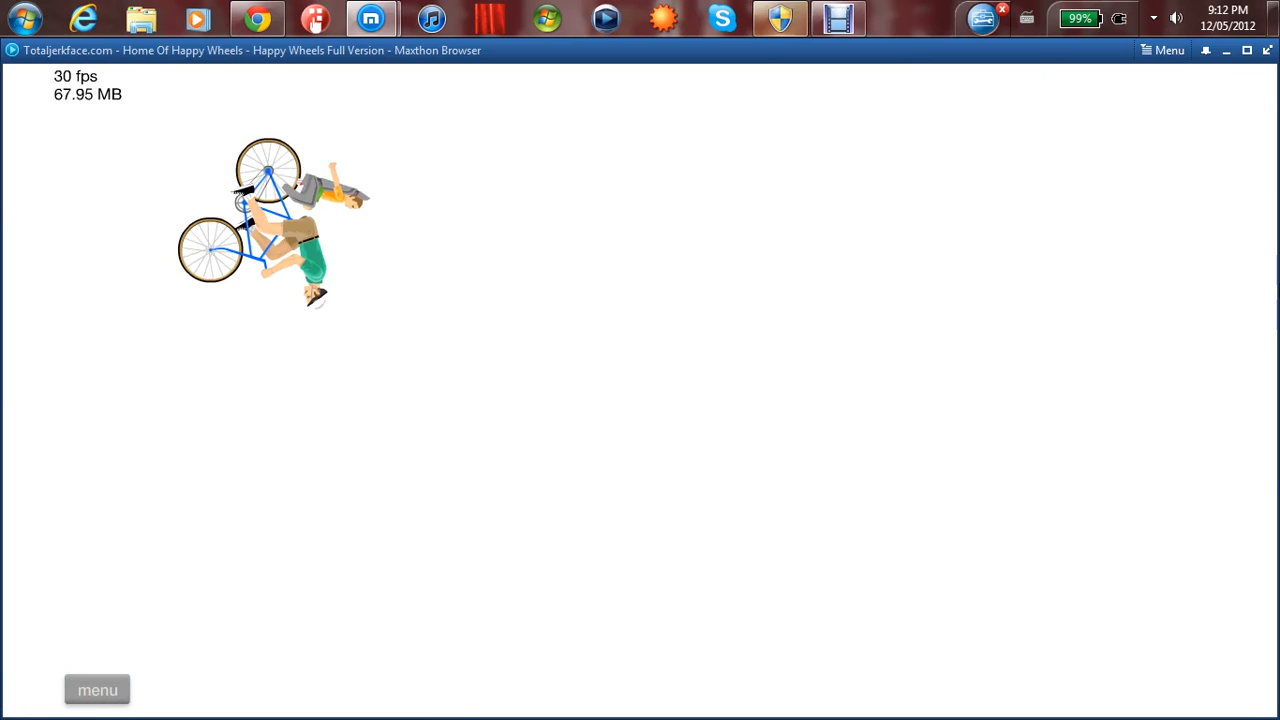 99%
9:12 PM
12/05/2012
Totaljerkface.com - Home Of Happy Wheels - Happy Wheels Full Version - Maxthon Browser
Menu
30 fps
67.95 MB
menu